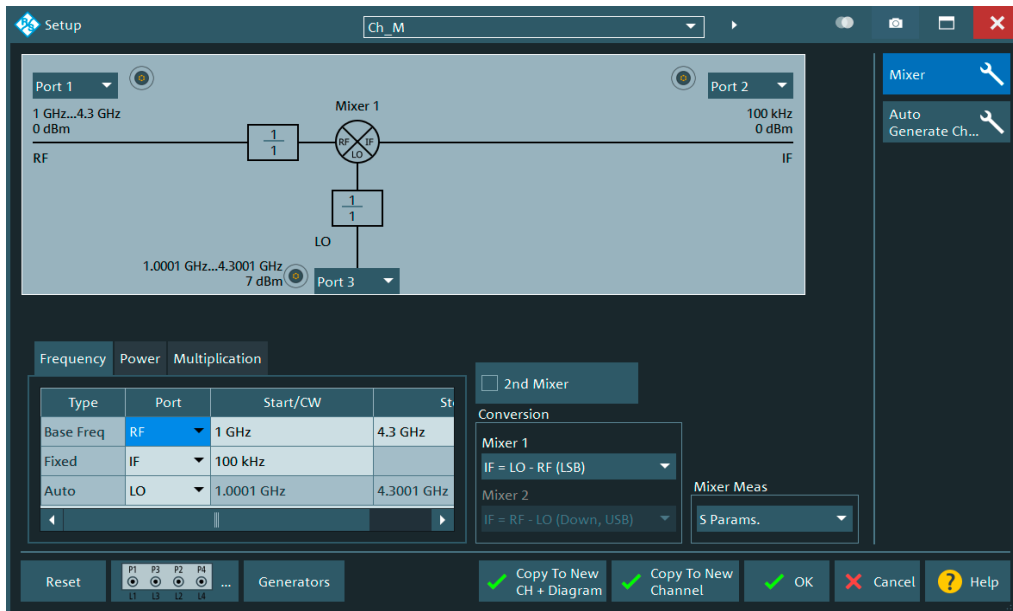 Setup
Ch_M
Port 1
1 GHz...4.3 GHz
0 dBm
RF
1
1
Mixer 1
RF IF
LO
1
1
LO
1.0001 GHz...4.3001 GHz
7 dBm
Port 3
Port 2
100 kHz
0 dBm
IF
Mixer
Auto
Generate Ch...
Frequency Power Multiplication
Type Port Start/CW
Base Freq RF 1 GHz 4.3 GHz
Fixed IF 100 kHz
Auto LO 1.0001 GHz 4.3001 GHz
2nd Mixer
Conversion
Mixer 1
IF = LO - RF (LSB)
Mixer 2
IF = RF - LO (Down, USB)
Mixer Meas
S Params.
Reset
P1 P3 P2 P4
L1 L3 L2 L4
...
Generators
Copy To New
CH + Diagram
Copy To New
Channel
OK
Cancel
? Help